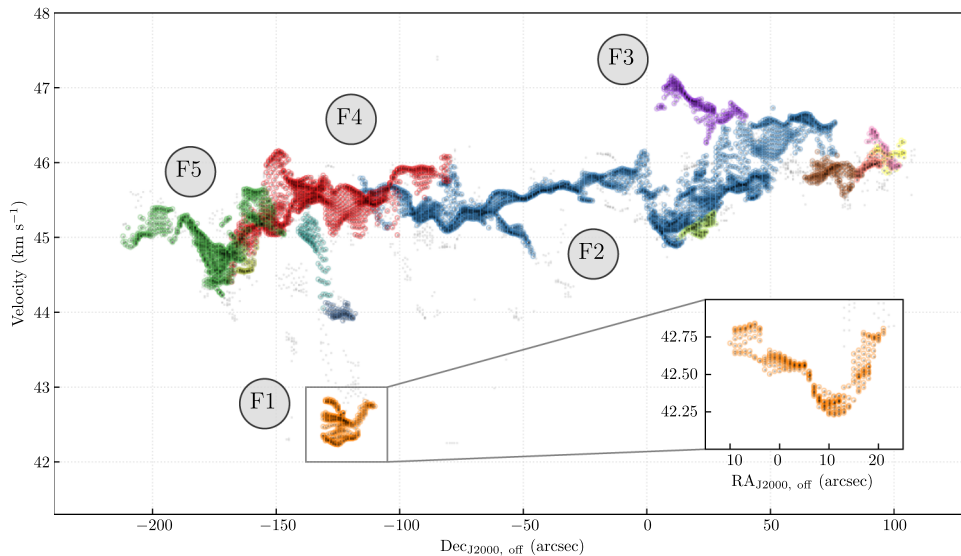 48
47
46
45
44
43
42
Velocity (km s−1)
F3
F4
F5
F2
F1
42.75
42.50
42.25
10 0 10 20
RAJ2000, off (arcsec)
−200 −150 −100 −50 0 50 100
DecJ2000, off (arcsec)